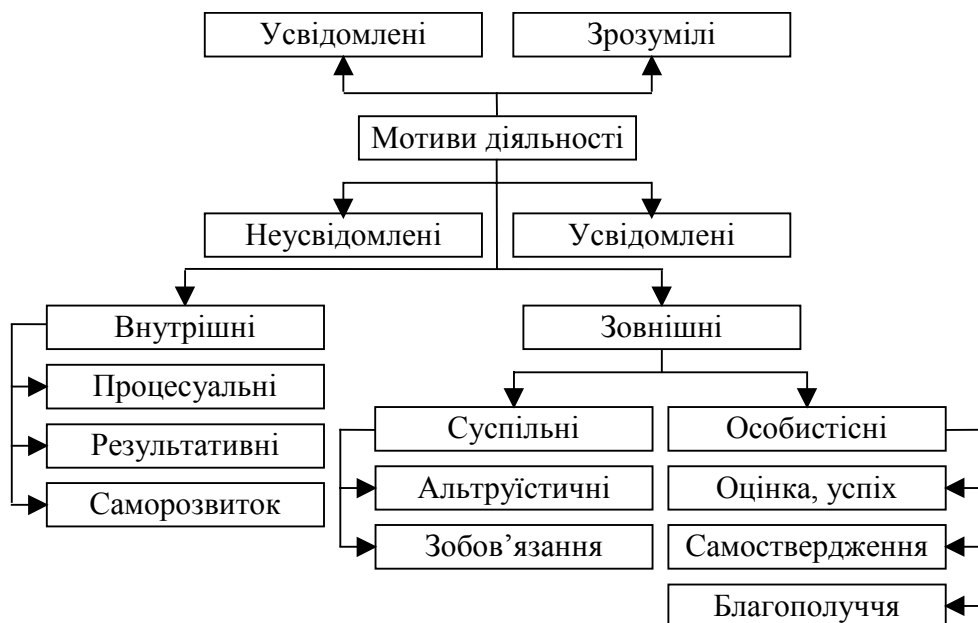 Усвідомлені
Зрозумілі
Мотиви діяльності
Неусвідомлені
Усвідомлені
Внутрішні
Зовнішні
Процесуальні
Результативні
Саморозвиток
Суспільні
Особистісні
Альтруїстичні
Оцінка, успіх
Зобов’язання
Самоствердження
Благополуччя